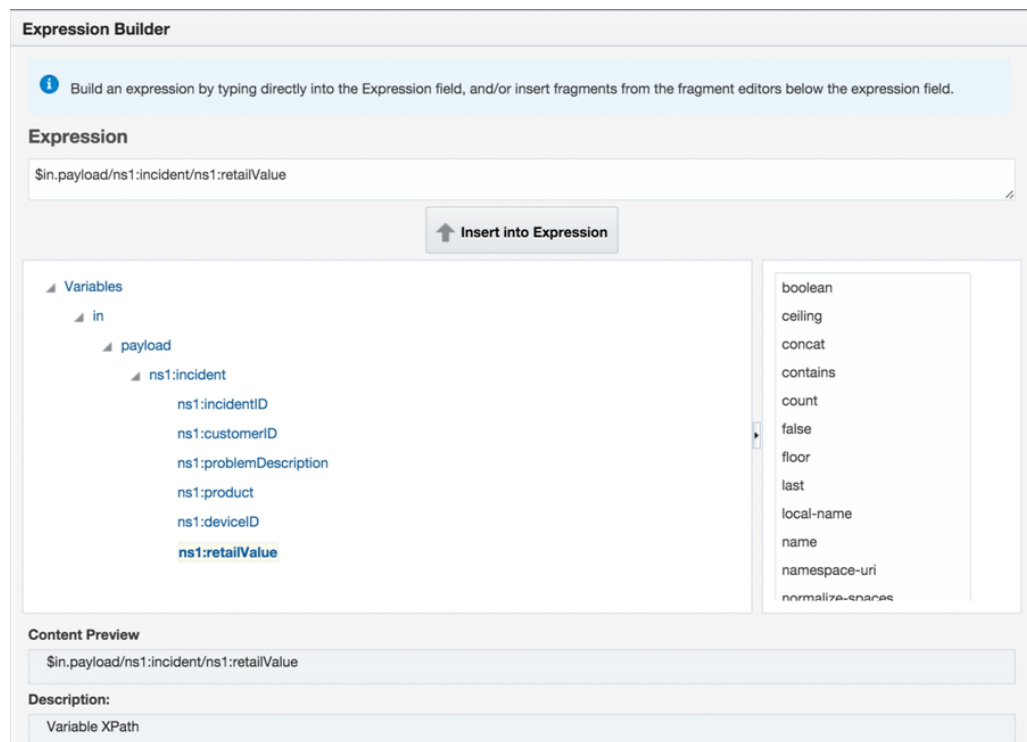 Expression Builder
Build an expression by typing directly into the Expression field, and/or insert fragments from the fragment editors below the expression field.
Expression
$in.payload/ns1:incident/ns1:retailValue
Insert into Expression
Variables
in
payload
ns1:incident
ns1:incidentID
ns1:customerID
ns1:problemDescription
ns1:product
ns1:deviceID
ns1:retailValue
boolean
ceiling
concat
contains
count
false
floor
last
local-name
name
namespace-uri
normalize-spaces
Content Preview
$in.payload/ns1:incident/ns1:retailValue
Description:
Variable XPath